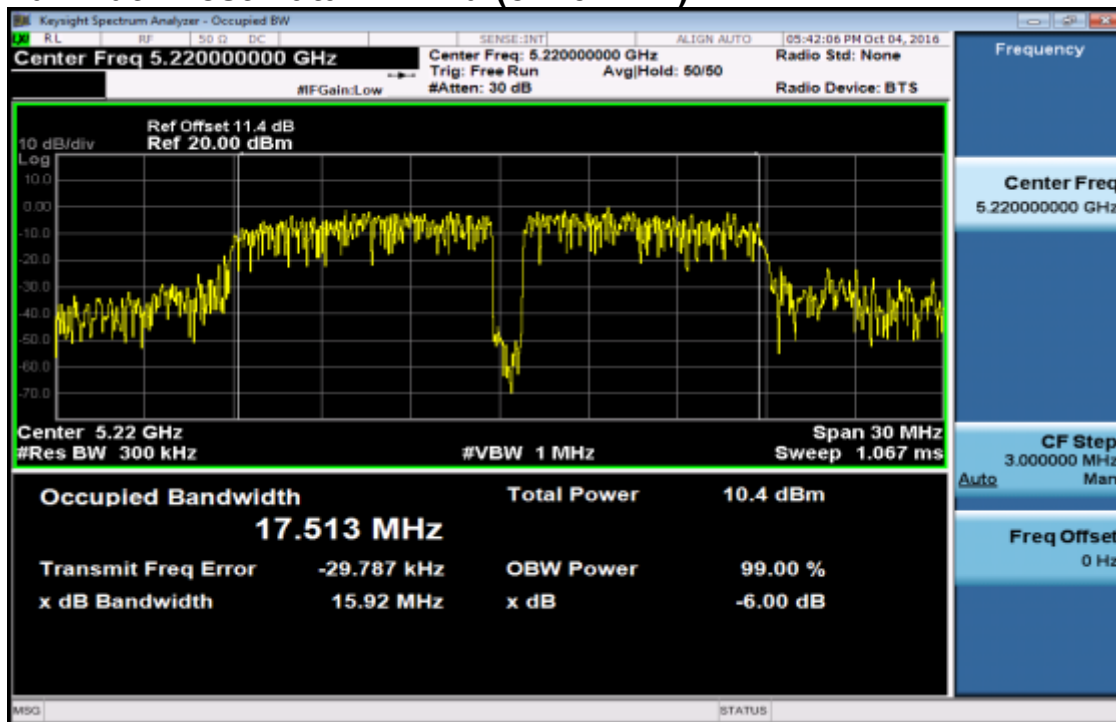 Keysight Spectrum Analyzer - Occupied BW
RL RF 50 Ω DC SENSE:INT ALIGN AUTO 05:42:06 PM Oct 04, 2016
Center Freq 5.220000000 GHz
Center Freq: 5.220000000 GHz
Radio Std: None
Trig: Free Run Avg|Hold: 50/50
#IFGain:Low #Atten: 30 dB Radio Device: BTS
Ref Offset 11.4 dB
10 dB/div Ref 20.00 dBm
Log
10.0
0.00
-10.0
-20.0
-30.0
-40.0
-50.0
-60.0
-70.0
Center 5.22 GHz Span 30 MHz
#Res BW 300 kHz #VBW 1 MHz Sweep 1.067 ms
Occupied Bandwidth Total Power 10.4 dBm
17.513 MHz
Transmit Freq Error -29.787 kHz OBW Power 99.00 %
x dB Bandwidth 15.92 MHz x dB -6.00 dB
MSG STATUS
Frequency
Center Freq
5.220000000 GHz
CF Step
3.000000 MHz
Auto Man
Freq Offset
0 Hz